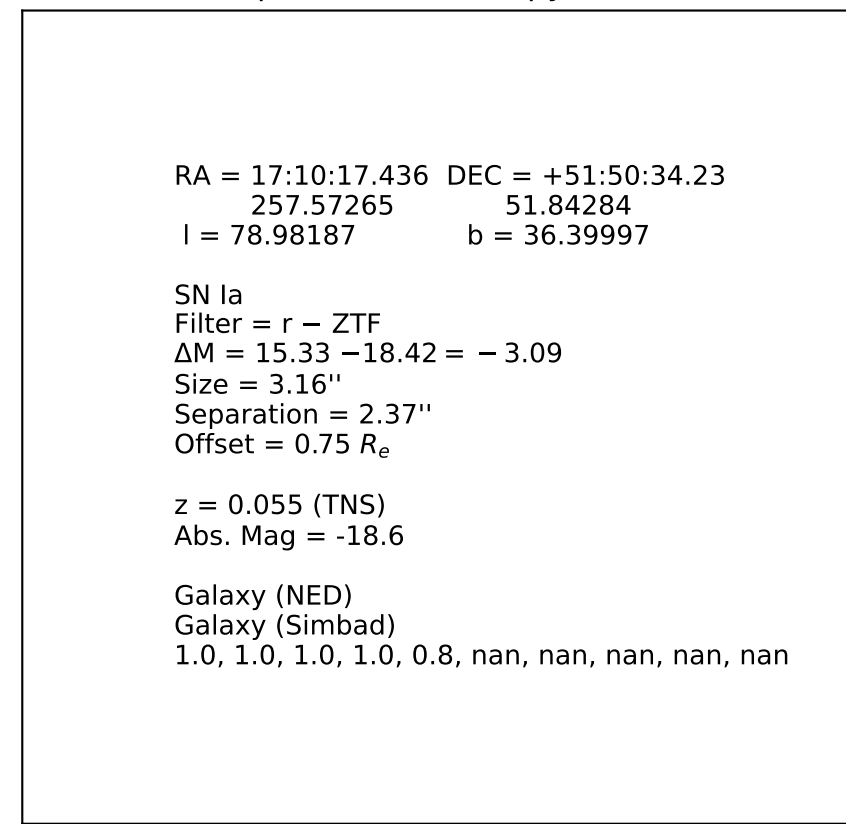 RA = 17:10:17.436 DEC = +51:50:34.23
257.57265 51.84284
l = 78.98187 b = 36.39997
SN Ia
Filter = r − ZTF
ΔM = 15.33 −18.42 = − 3.09
Size = 3.16''
Separation = 2.37''
Offset = 0.75 Re
z = 0.055 (TNS)
Abs. Mag = -18.6
Galaxy (NED)
Galaxy (Simbad)
1.0, 1.0, 1.0, 1.0, 0.8, nan, nan, nan, nan, nan